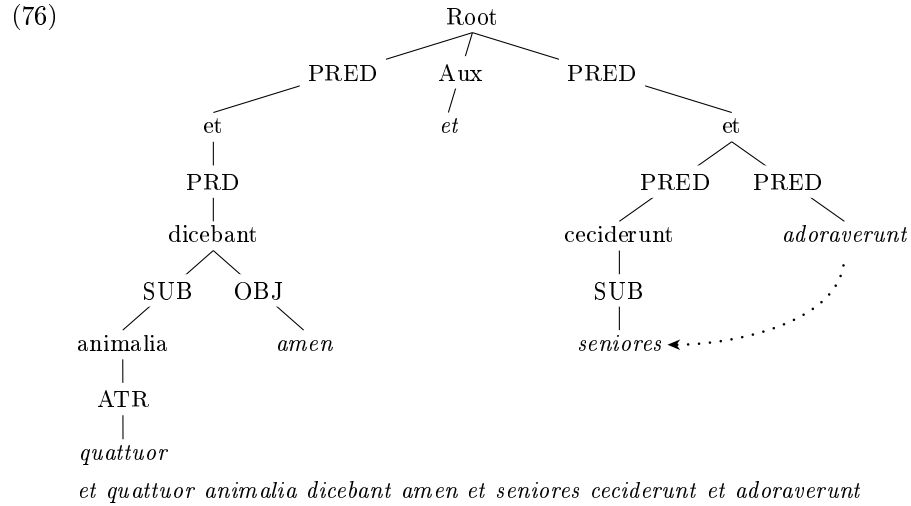 (76)
Root
PRED Aux PRED
et et et
PRD PRED PRED
dicebant ceciderunt adoraverunt
SUB OBJ SUB
animalia amen seniores
ATR
quattuor
et quattuor animalia dicebant amen et seniores ceciderunt et adoraverunt